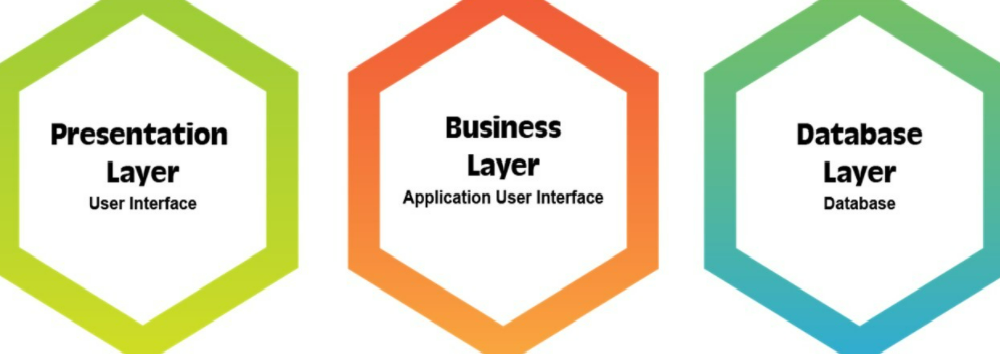 Presentation
Layer
User Interface
Business
Layer
Application User Interface
Database
Layer
Database